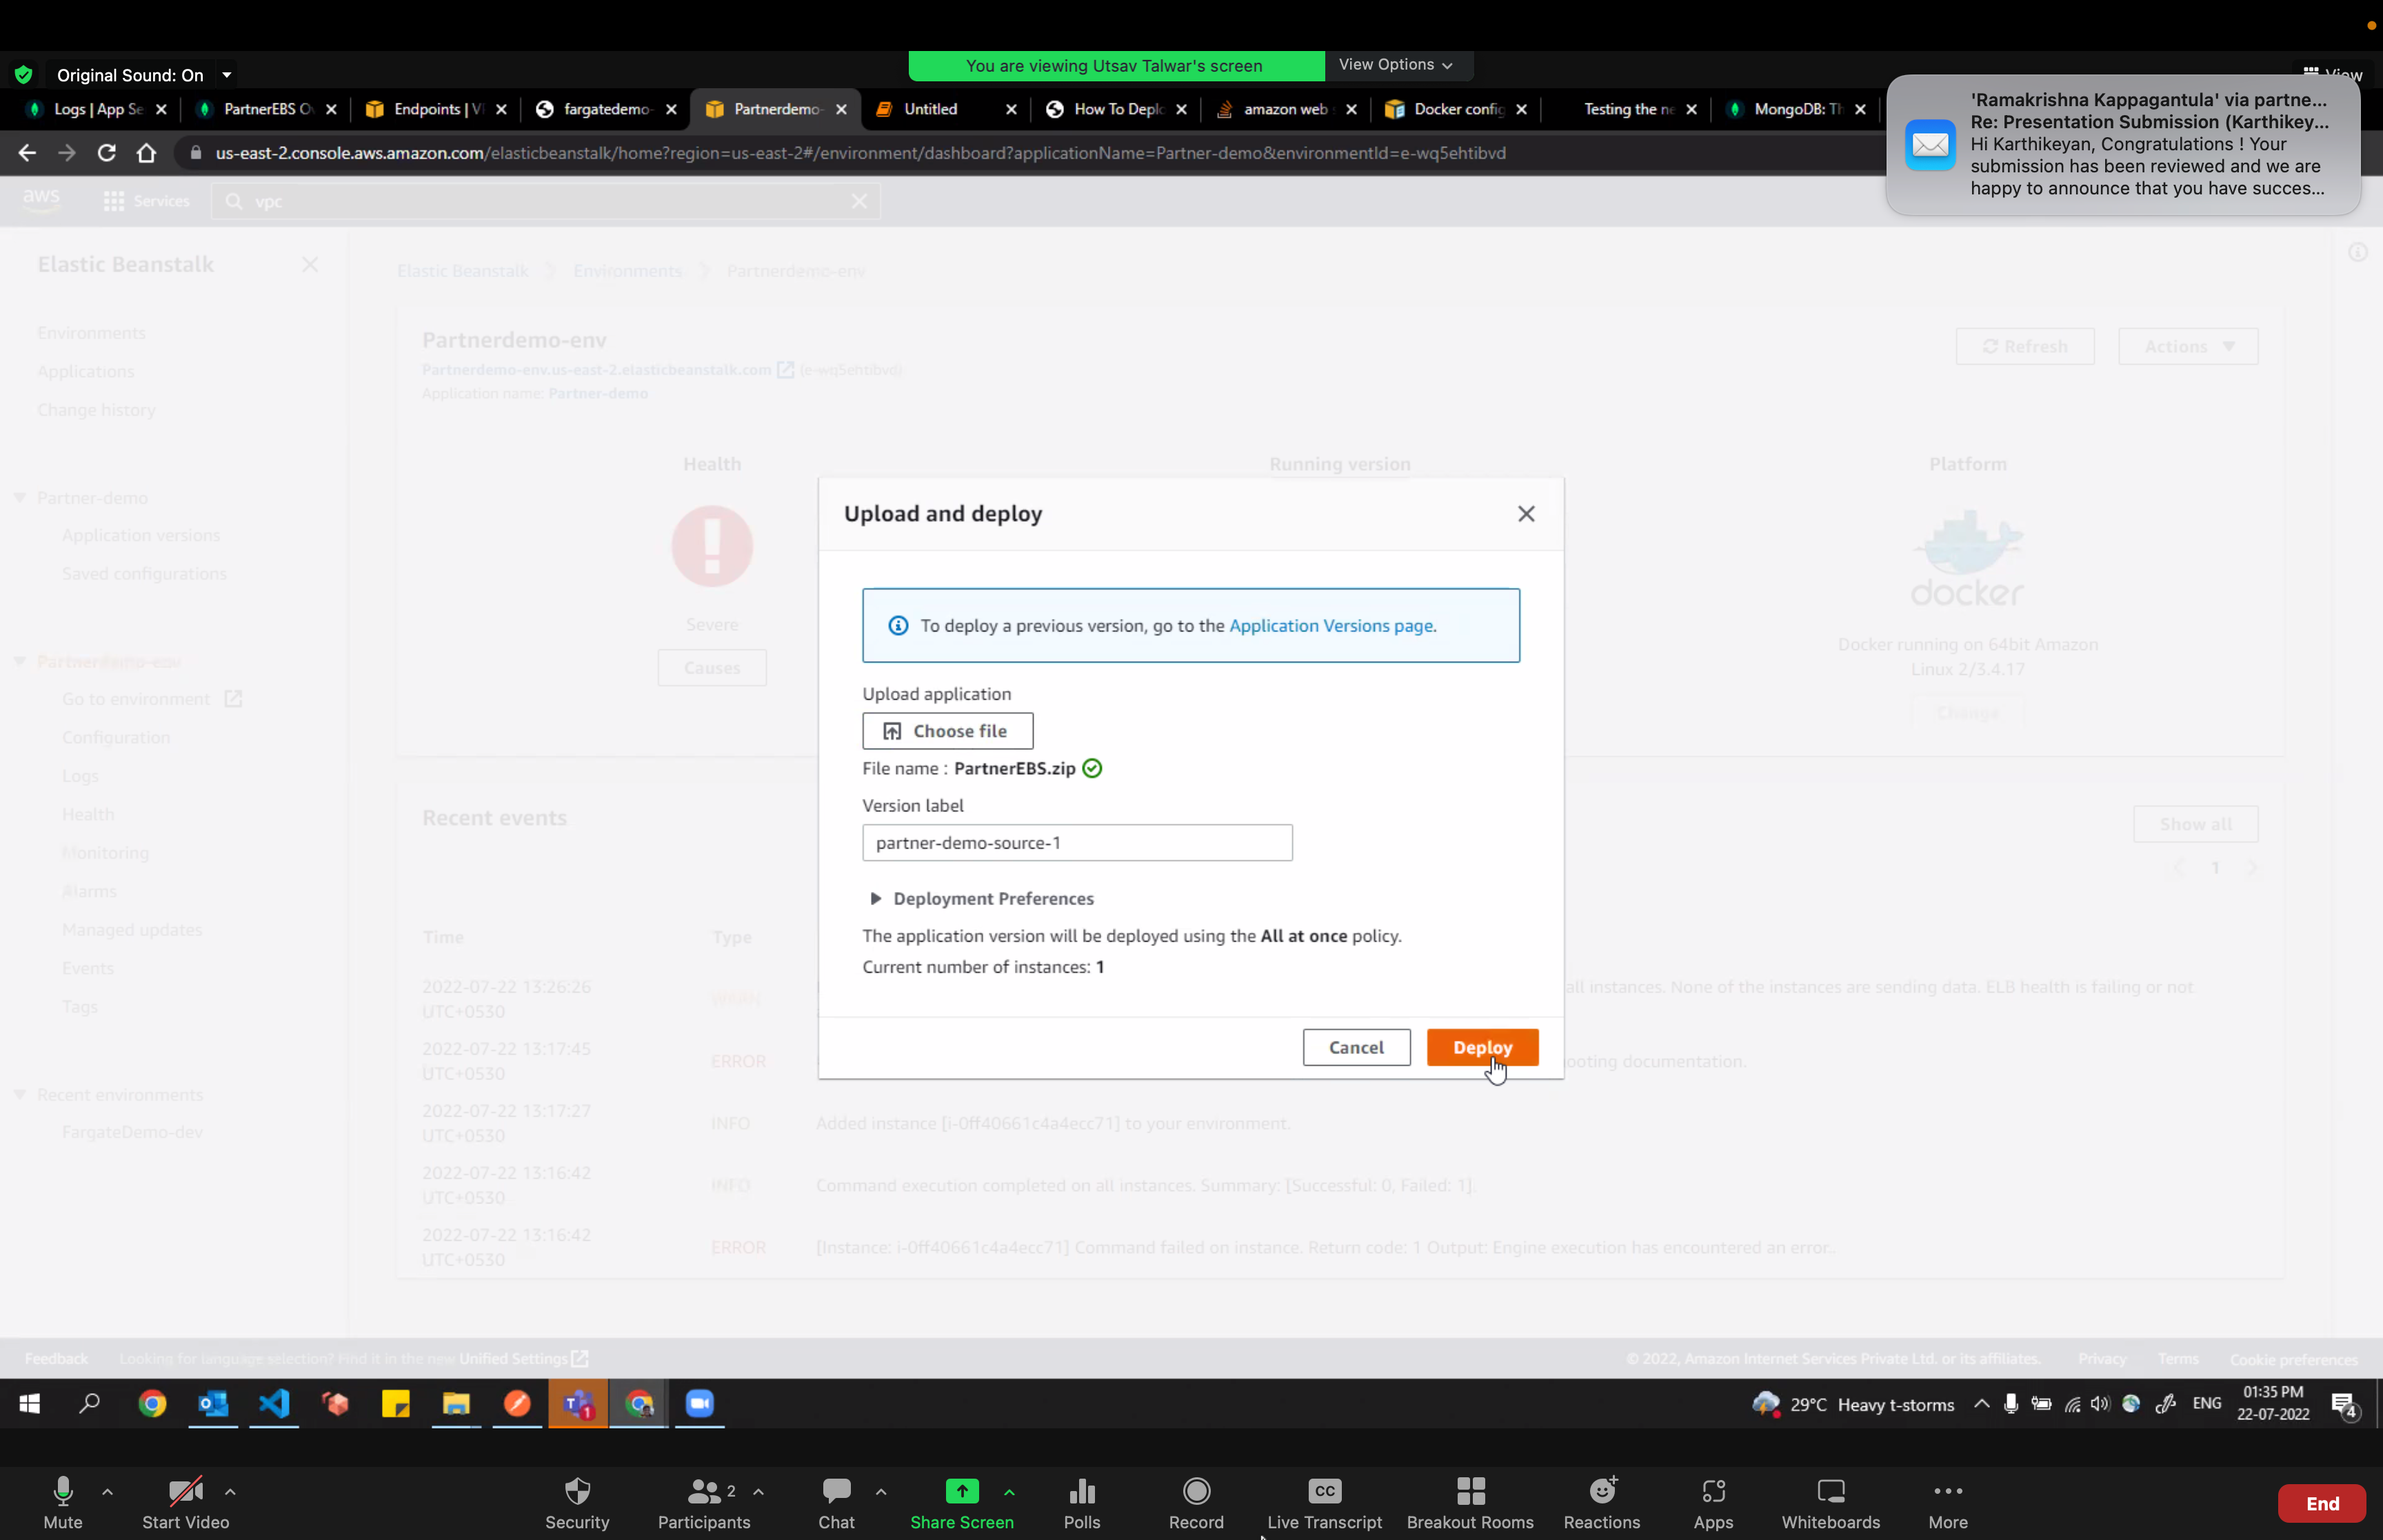 Original Sound: On
You are viewing Utsav Talwar's screen
View Options
View
Logs | App Se
PartnerEBS O
Endpoints | V
fargatedemo-
Partnerdemo-
Untitled
How To Deplo
amazon web s
Docker config
Testing the ne
MongoDB: Th
'Ramakrishna Kappagantula' via partne...
Re: Presentation Submission (Karthikey...
Hi Karthikeyan, Congratulations ! Your
submission has been reviewed and we are
happy to announce that you have succes...
us-east-2.console.aws.amazon.com/elasticbeanstalk/home?region=us-east-2#/environment/dashboard?applicationName=Partner-demo&environmentId=e-wq5ehtibvd
aws
Services
vpc
Elastic Beanstalk
Environments
Applications
Change history
Partner-demo
Application versions
Saved configurations
Partnerdemo-env
Go to environment
Configuration
Logs
Health
Monitoring
Alarms
Managed updates
Events
Tags
Recent environments
FargateDemo-dev
Elastic Beanstalk
Environments
Partnerdemo-env
Partnerdemo-env
Refresh
Actions
Partnerdemo-env.us-east-2.elasticbeanstalk.com (e-wq5ehtibvd)
Application name: Partner-demo
Health
Running version
Platform
Severe
Causes
docker
Docker running on 64bit Amazon
Linux 2/3.4.17
Change
Upload and deploy
To deploy a previous version, go to the Application Versions page.
Upload application
Choose file
File name : PartnerEBS.zip
Version label
partner-demo-source-1
Deployment Preferences
The application version will be deployed using the All at once policy.
Current number of instances: 1
Cancel
Deploy
Recent events
Show all
1
Time
Type
2022-07-22 13:26:26
UTC+0530
WARN
all instances. None of the instances are sending data. ELB health is failing or not
2022-07-22 13:17:45
UTC+0530
ERROR
ooting documentation.
2022-07-22 13:17:27
UTC+0530
INFO
Added instance [i-0ff40661c4a4ecc71] to your environment.
2022-07-22 13:16:42
UTC+0530
INFO
Command execution completed on all instances. Summary: [Successful: 0, Failed: 1].
2022-07-22 13:16:42
UTC+0530
ERROR
[Instance: i-0ff40661c4a4ecc71] Command failed on instance. Return code: 1 Output: Engine execution has encountered an error..
Feedback
Looking for language selection? Find it in the new Unified Settings
© 2022, Amazon Internet Services Private Ltd. or its affiliates.
Privacy
Terms
Cookie preferences
1
29°C Heavy t-storms
ENG
01:35 PM
22-07-2022
4
Mute
Start Video
Security
2
Participants
Chat
Share Screen
Polls
Record
CC
Live Transcript
Breakout Rooms
Reactions
Apps
Whiteboards
More
End